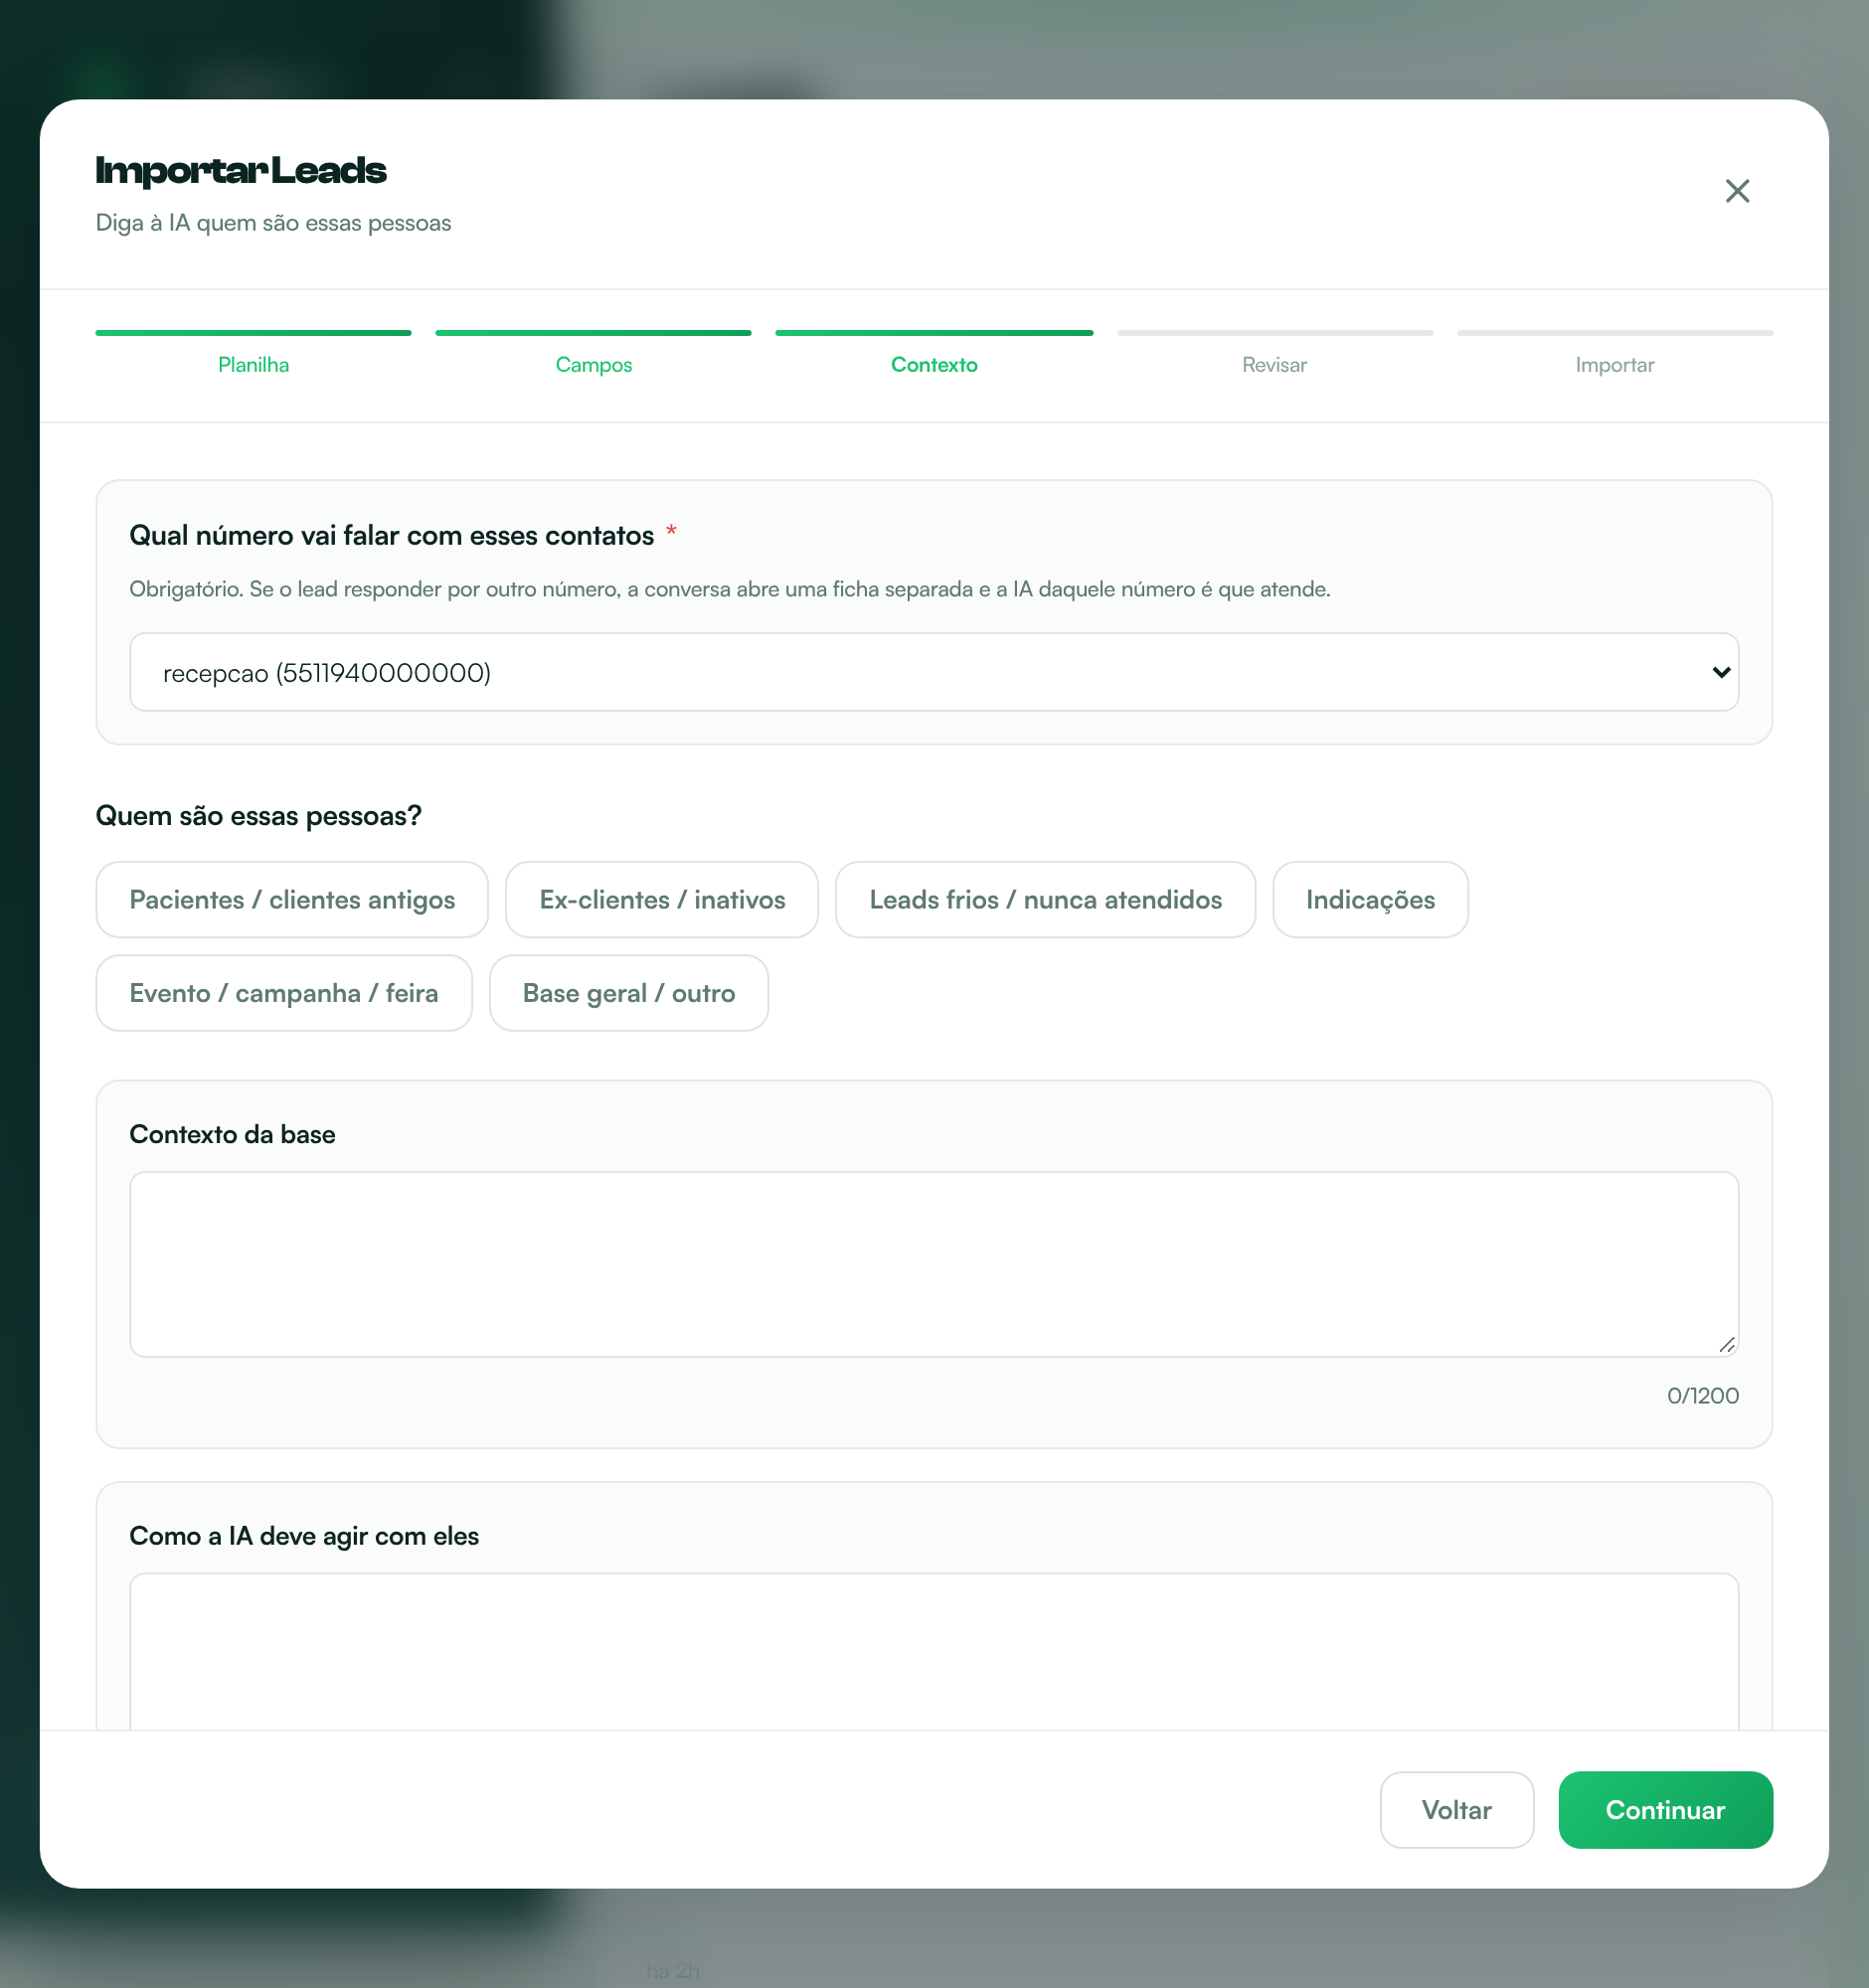 Importar Leads
Diga à IA quem são essas pessoas
Planilha
Campos
Contexto
Revisar
Importar
Qual número vai falar com esses contatos *
Obrigatório. Se o lead responder por outro número, a conversa abre uma ficha separada e a IA daquele número é que atende.
recepcao (5511940000000)
Quem são essas pessoas?
Pacientes / clientes antigos
Ex-clientes / inativos
Leads frios / nunca atendidos
Indicações
Evento / campanha / feira
Base geral / outro
Contexto da base
0/1200
Como a IA deve agir com eles
Voltar
Continuar
ha 2h